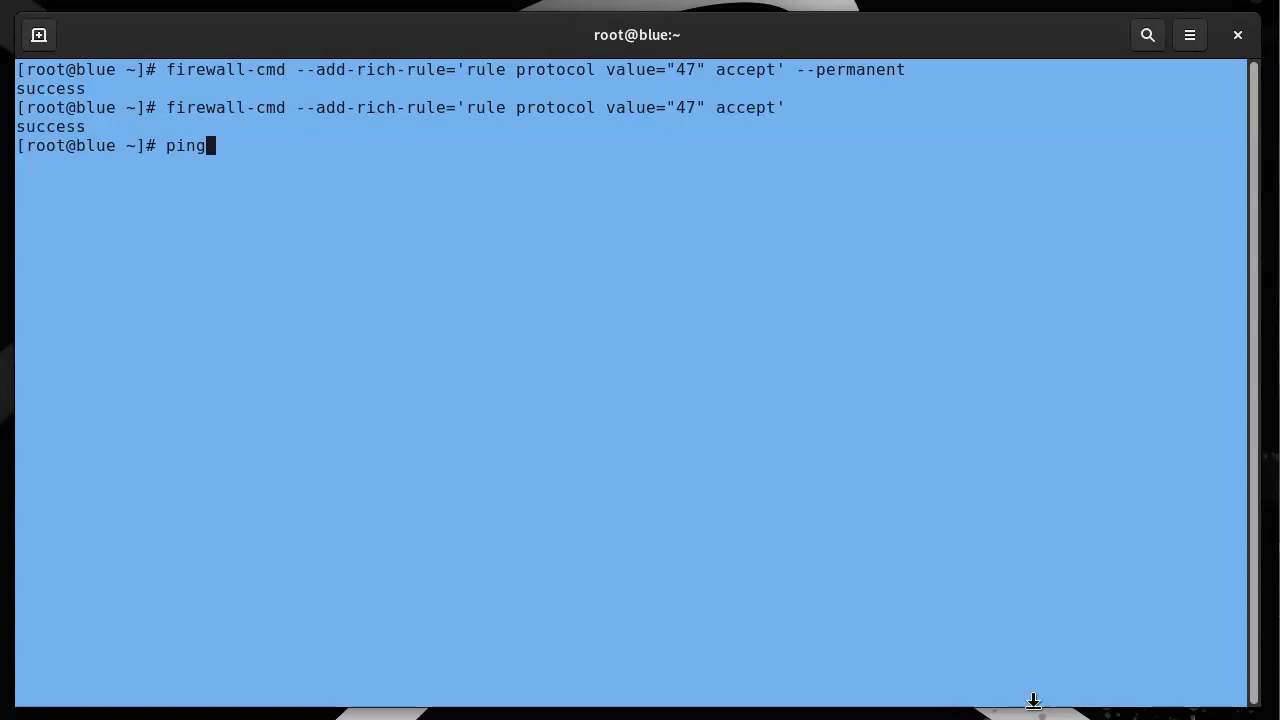 root@blue:~
[root@blue ~]# firewall-cmd --add-rich-rule='rule protocol value="47" accept' --permanent
success
[root@blue ~]# firewall-cmd --add-rich-rule='rule protocol value="47" accept'
success
[root@blue ~]# ping